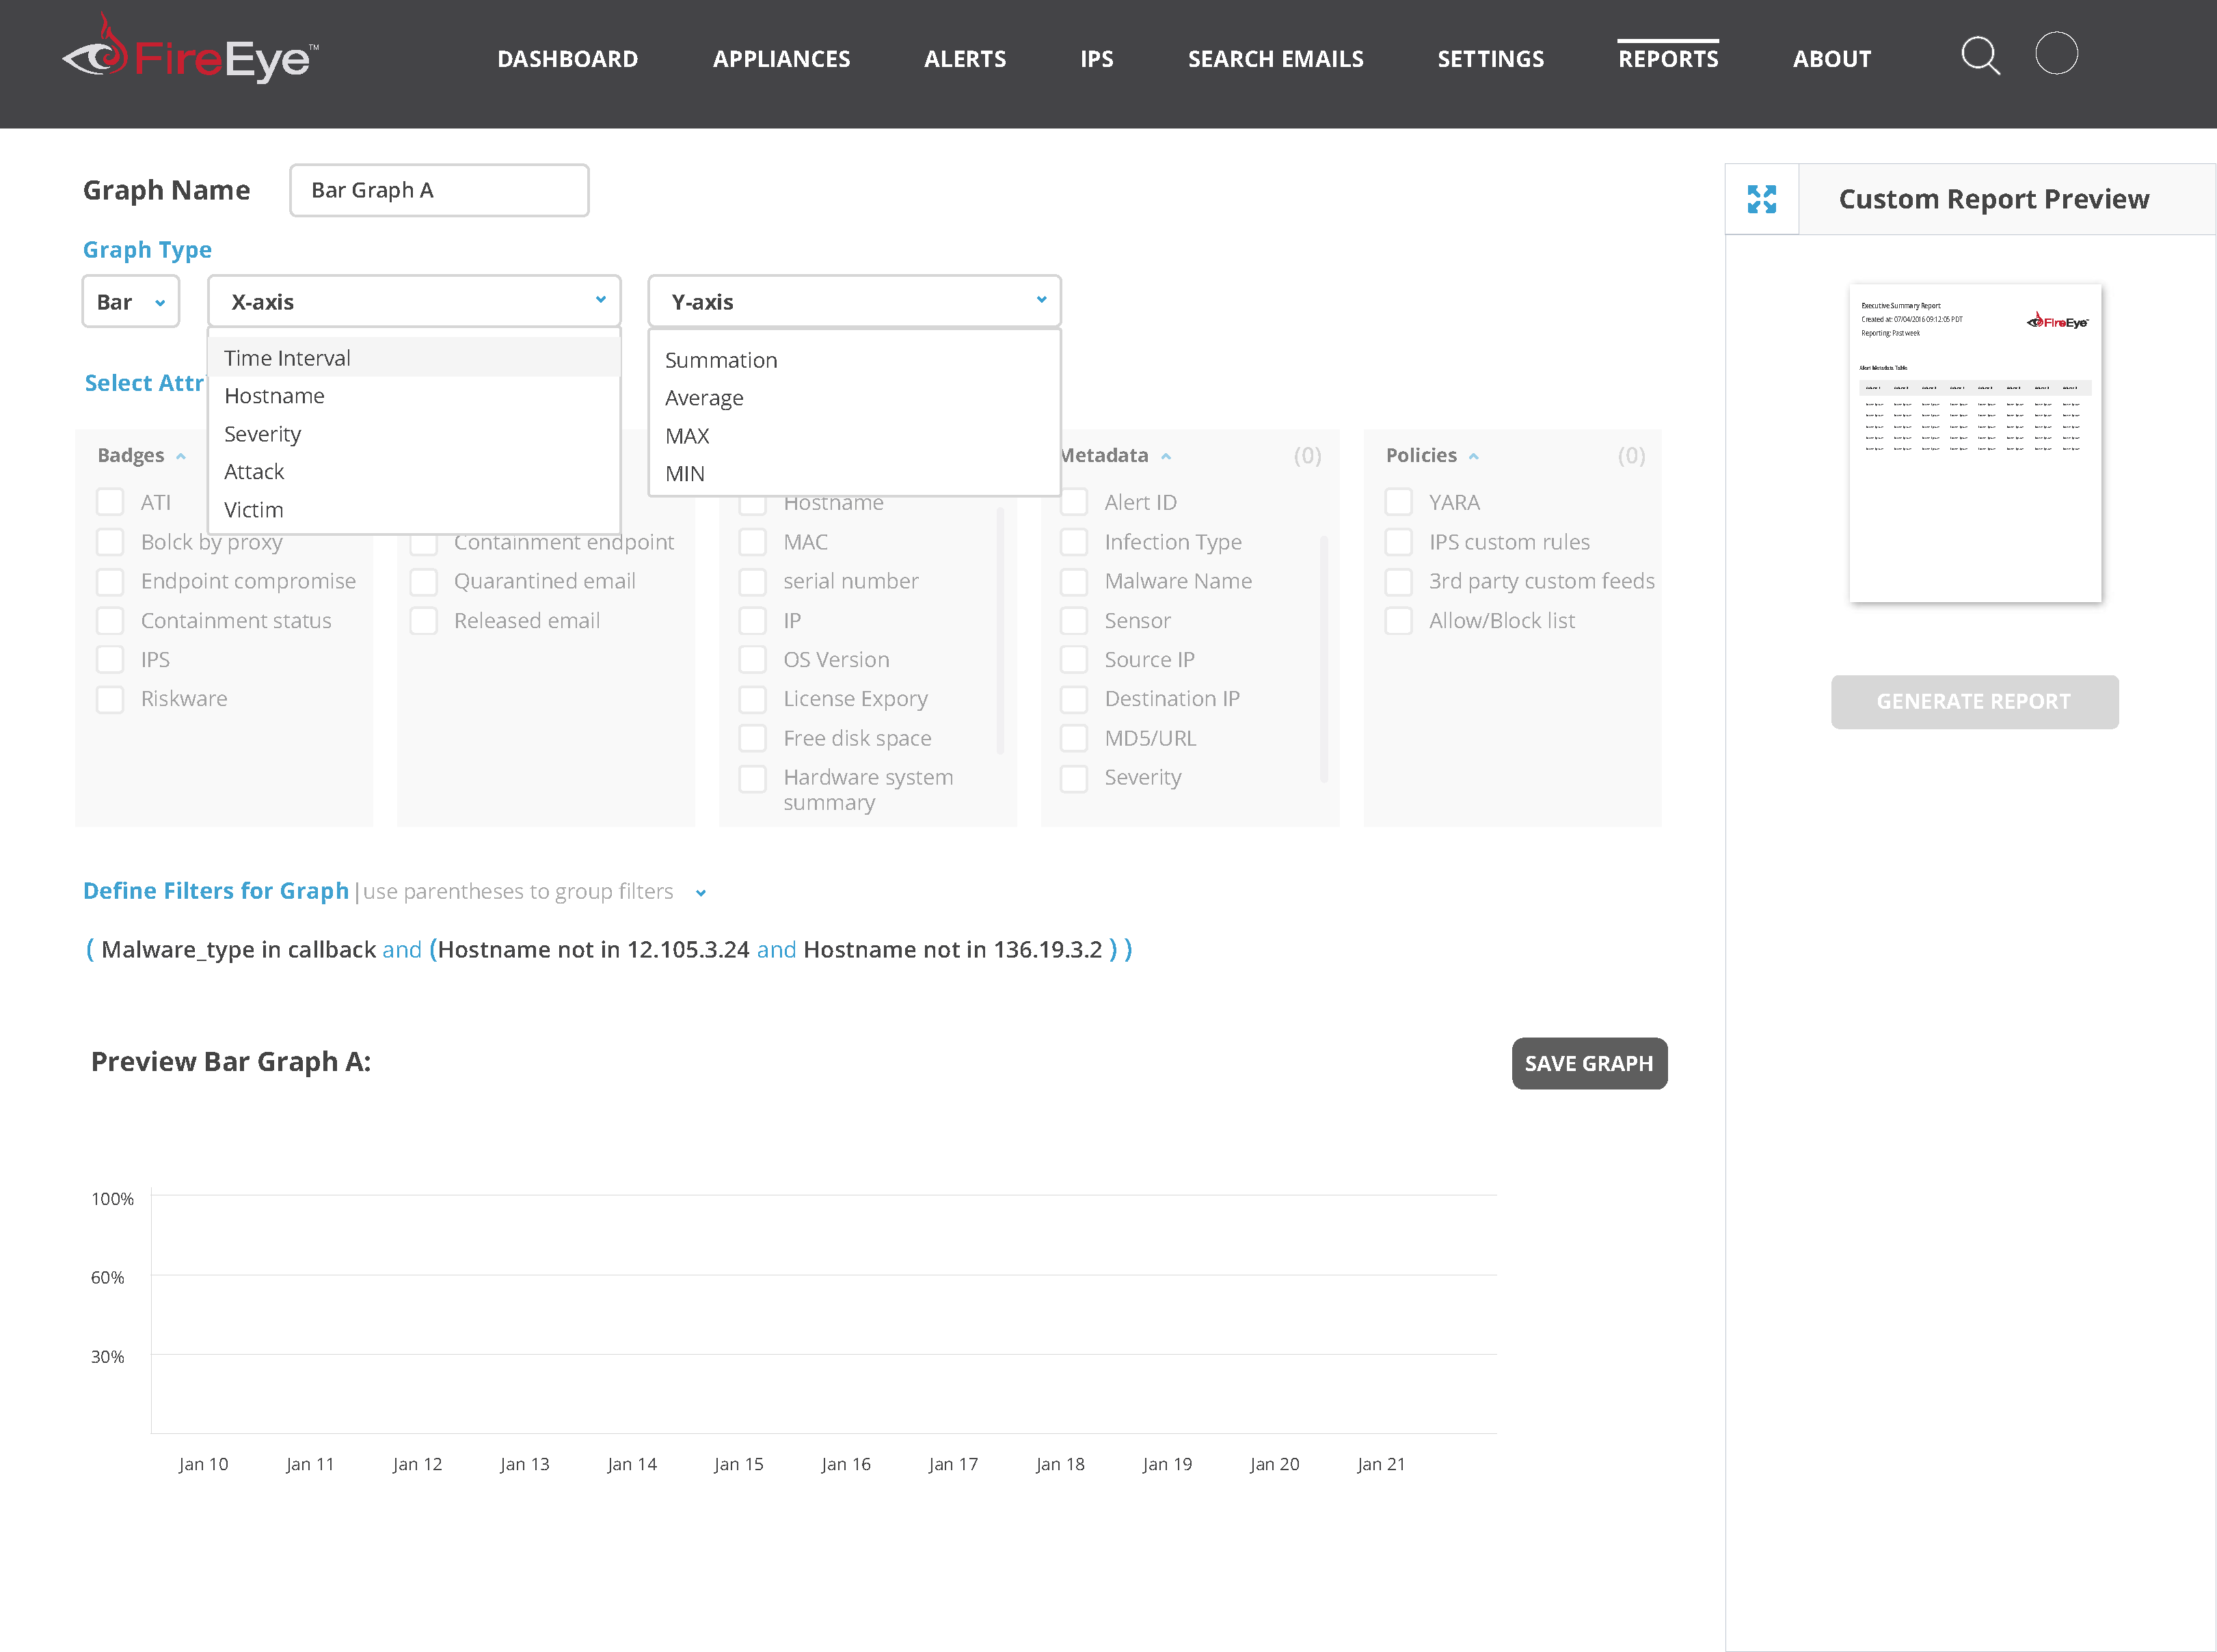 FireEye™
DASHBOARD APPLIANCES ALERTS IPS SEARCH EMAILS SETTINGS REPORTS ABOUT
Graph Name Bar Graph A
Graph Type
Bar X-axis Y-axis
Time Interval
Hostname
Severity
Attack
Victim
Summation
Average
MAX
MIN
Select Attr
Badges
ATI
Bolck by proxy
Endpoint compromise
Containment status
IPS
Riskware
Containment endpoint
Quarantined email
Released email
Hostname
MAC
serial number
IP
OS Version
License Expory
Free disk space
Hardware system
summary
Metadata (0)
Alert ID
Infection Type
Malware Name
Sensor
Source IP
Destination IP
MD5/URL
Severity
Policies (0)
YARA
IPS custom rules
3rd party custom feeds
Allow/Block list
Define Filters for Graph |use parentheses to group filters
( Malware_type in callback and (Hostname not in 12.105.3.24 and Hostname not in 136.19.3.2 ) )
Preview Bar Graph A:
SAVE GRAPH
100%
60%
30%
Jan 10 Jan 11 Jan 12 Jan 13 Jan 14 Jan 15 Jan 16 Jan 17 Jan 18 Jan 19 Jan 20 Jan 21
Custom Report Preview
Executive Summary Report
Created at: 07/04/2016 09:12:05 PDT
Reporting: Past week
FireEye
Alert Metadata Table
GENERATE REPORT